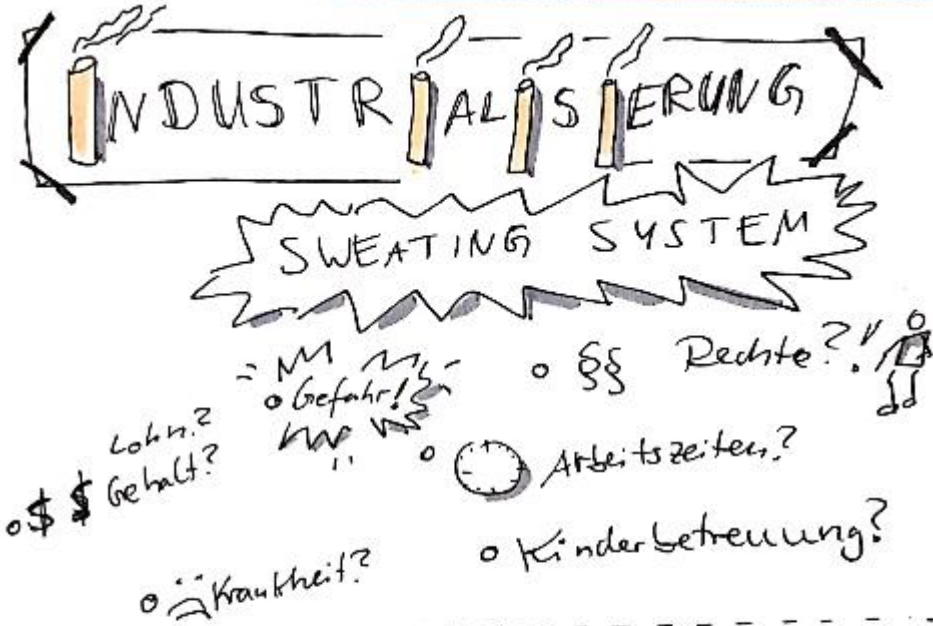 INDUSTRIALISIERUNG
SWEATING SYSTEM
Gefahr!
§§ Rechte?!
Lohn?
$ $ Gehalt?
Arbeitszeiten?
Kinderbetreuung?
Krankheit?